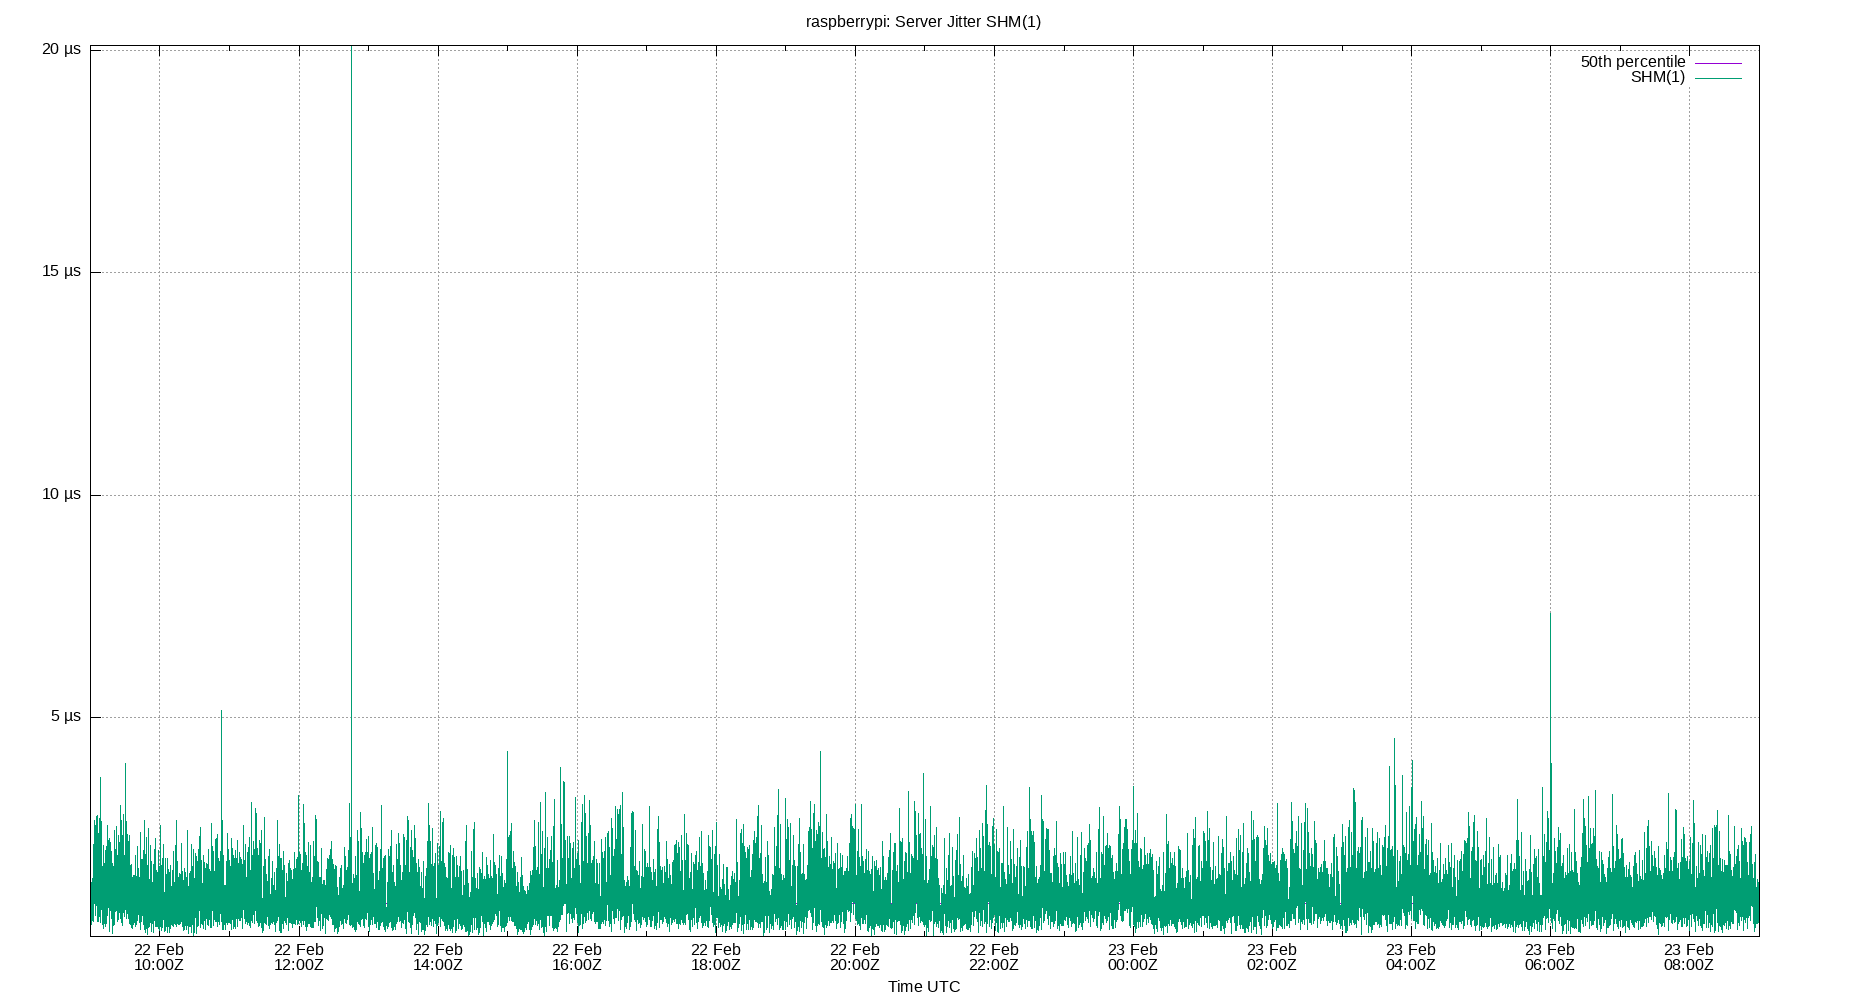 raspberrypi: Server Jitter SHM(1)
20 µs
50th percentile
SHM(1)
15 µs
10 µs
5 µs
22 Feb 22 Feb 22 Feb 22 Feb 22 Feb 22 Feb 22 Feb 23 Feb 23 Feb 23 Feb 23 Feb 23 Feb
10:00Z 12:00Z 14:00Z 16:00Z 18:00Z 20:00Z 22:00Z 00:00Z 02:00Z 04:00Z 06:00Z 08:00Z
Time UTC